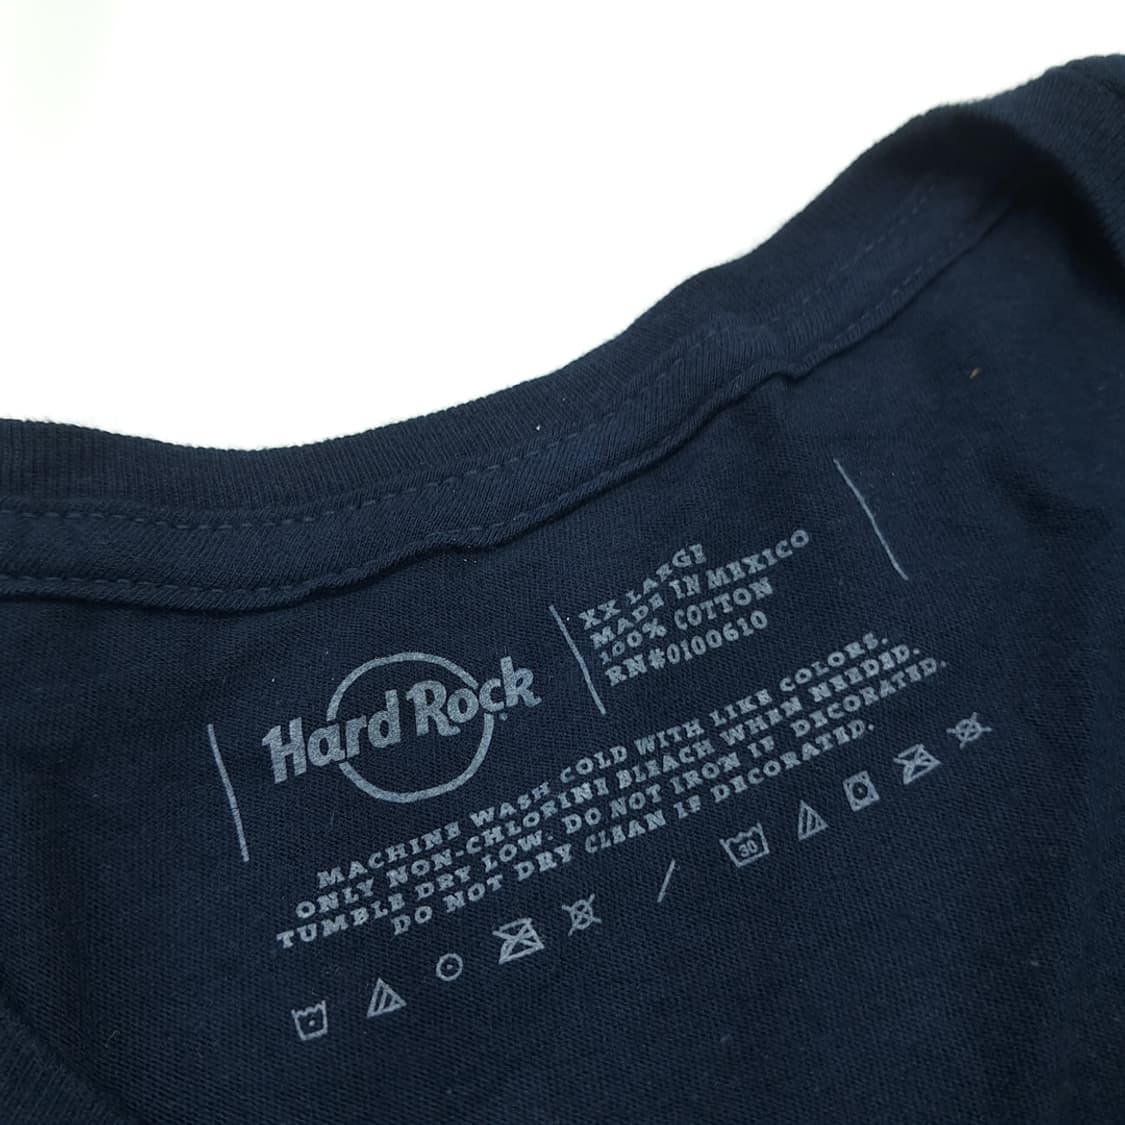 Hard Rock
XX LARGE
MADE IN MEXICO
100% COTTON
RN#0100610
MACHINE WASH COLD WITH LIKE COLORS.
ONLY NON-CHLORINE BLEACH WHEN NEEDED.
TUMBLE DRY LOW. DO NOT IRON IF DECORATED.
DO NOT DRY CLEAN IF DECORATED.
/ 30